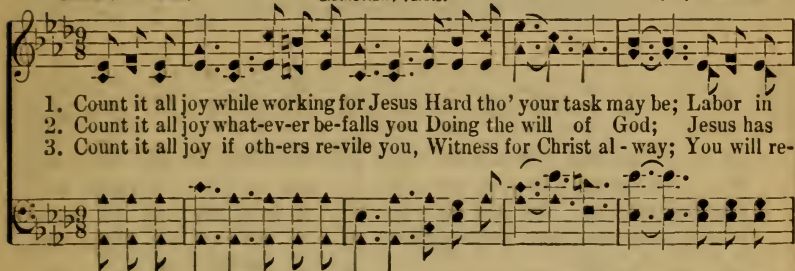 1. Count it all joy while working for Jesus Hard tho' your task may be; Labor in
2. Count it all joy what-ev-er be-falls you Doing the will of God; Jesus has
3. Count it all joy if oth-ers re-vile you, Witness for Christ al - way; You will re-